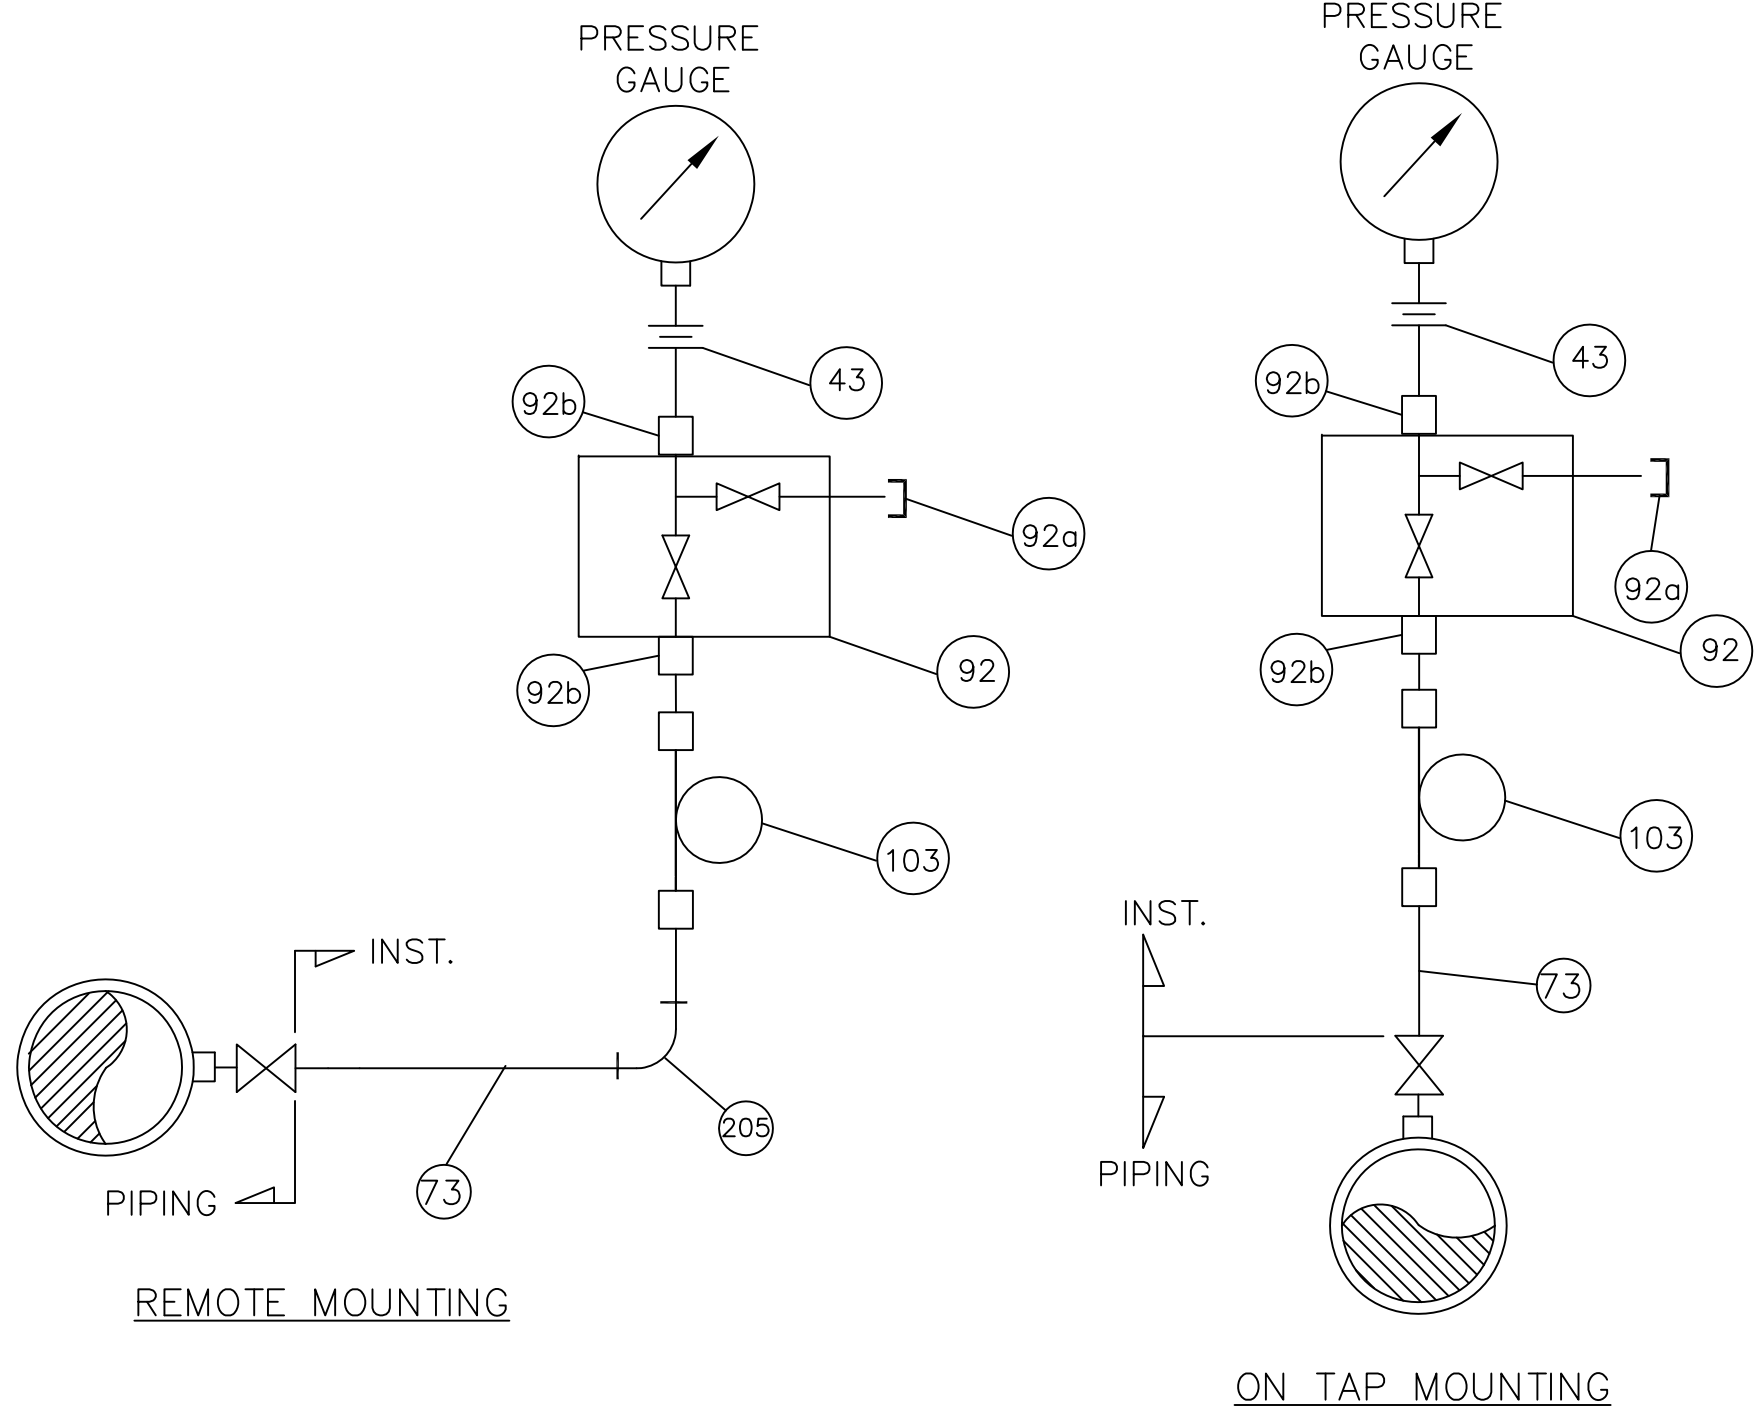 PRESSURE
GAUGE
43
92b
92a
92
92b
103
INST.
PIPING
73
205
REMOTE MOUNTING
PRESSURE
GAUGE
43
92b
92a
92
92b
103
INST.
73
PIPING
ON TAP MOUNTING